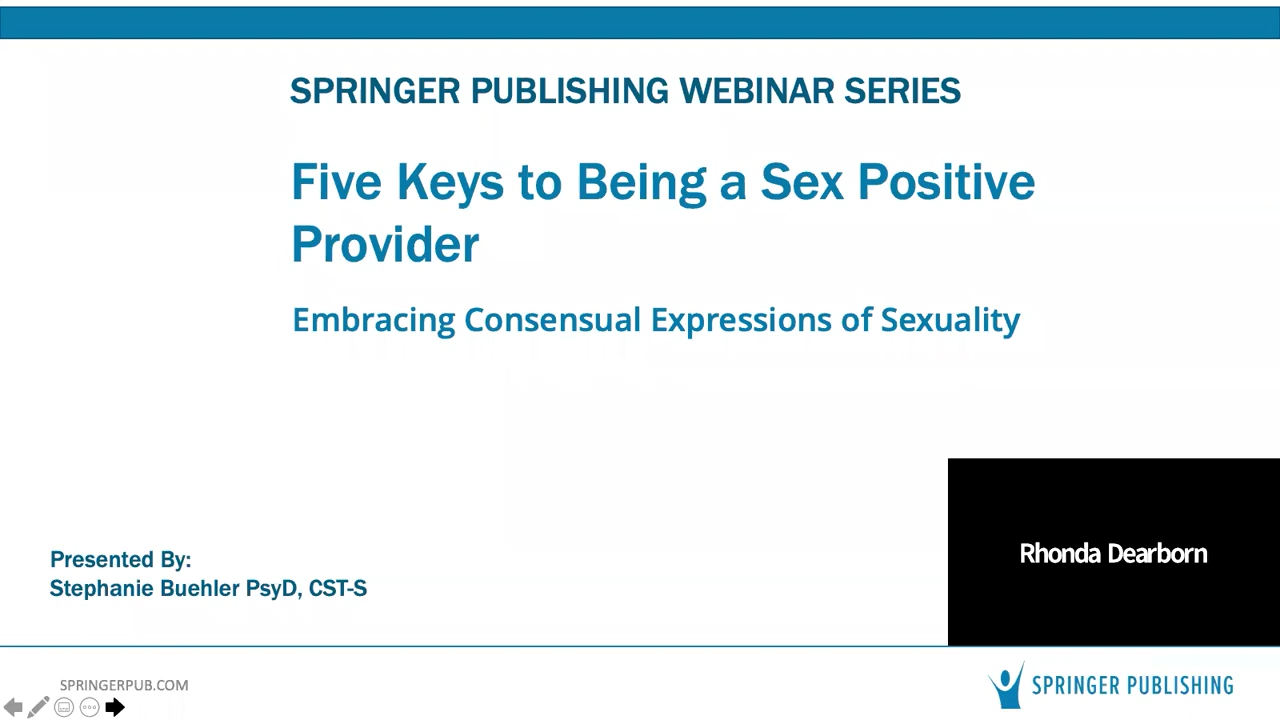 SPRINGER PUBLISHING WEBINAR SERIES
Five Keys to Being a Sex Positive
Provider
Embracing Consensual Expressions of Sexuality
Presented By:
Stephanie Buehler PsyD, CST-S
Rhonda Dearborn
SPRINGERPUB.COM
SPRINGER PUBLISHING